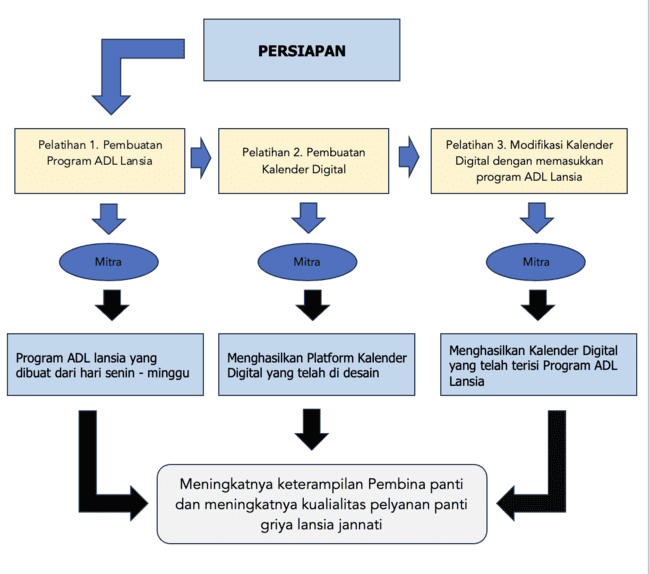 PERSIAPAN
Pelatihan 1. Pembuatan
Program ADL Lansia
Pelatihan 2. Pembuatan
Kalender Digital
Pelatihan 3. Modifikasi Kalender
Digital dengan memasukkan
program ADL Lansia
Mitra
Mitra
Mitra
Program ADL lansia yang
dibuat dari hari senin - minggu
Menghasilkan Platform Kalender
Digital yang telah di desain
Menghasilkan Kalender Digital
yang telah terisi Program ADL
Lansia
Meningkatnya keterampilan Pembina panti
dan meningkatnya kualialitas pelyanan panti
griya lansia jannati